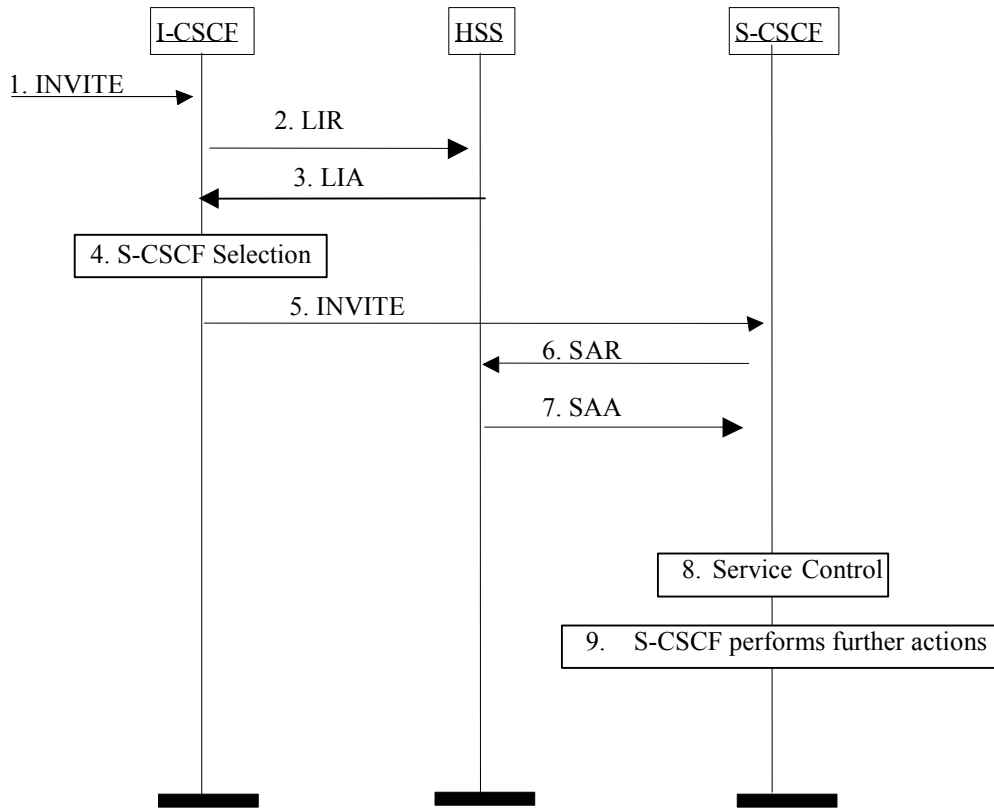 I-CSCF
HSS
S-CSCF
1. INVITE
2. LIR
3. LIA
4. S-CSCF Selection
5. INVITE
6. SAR
7. SAA
8. Service Control
9. S-CSCF performs further actions